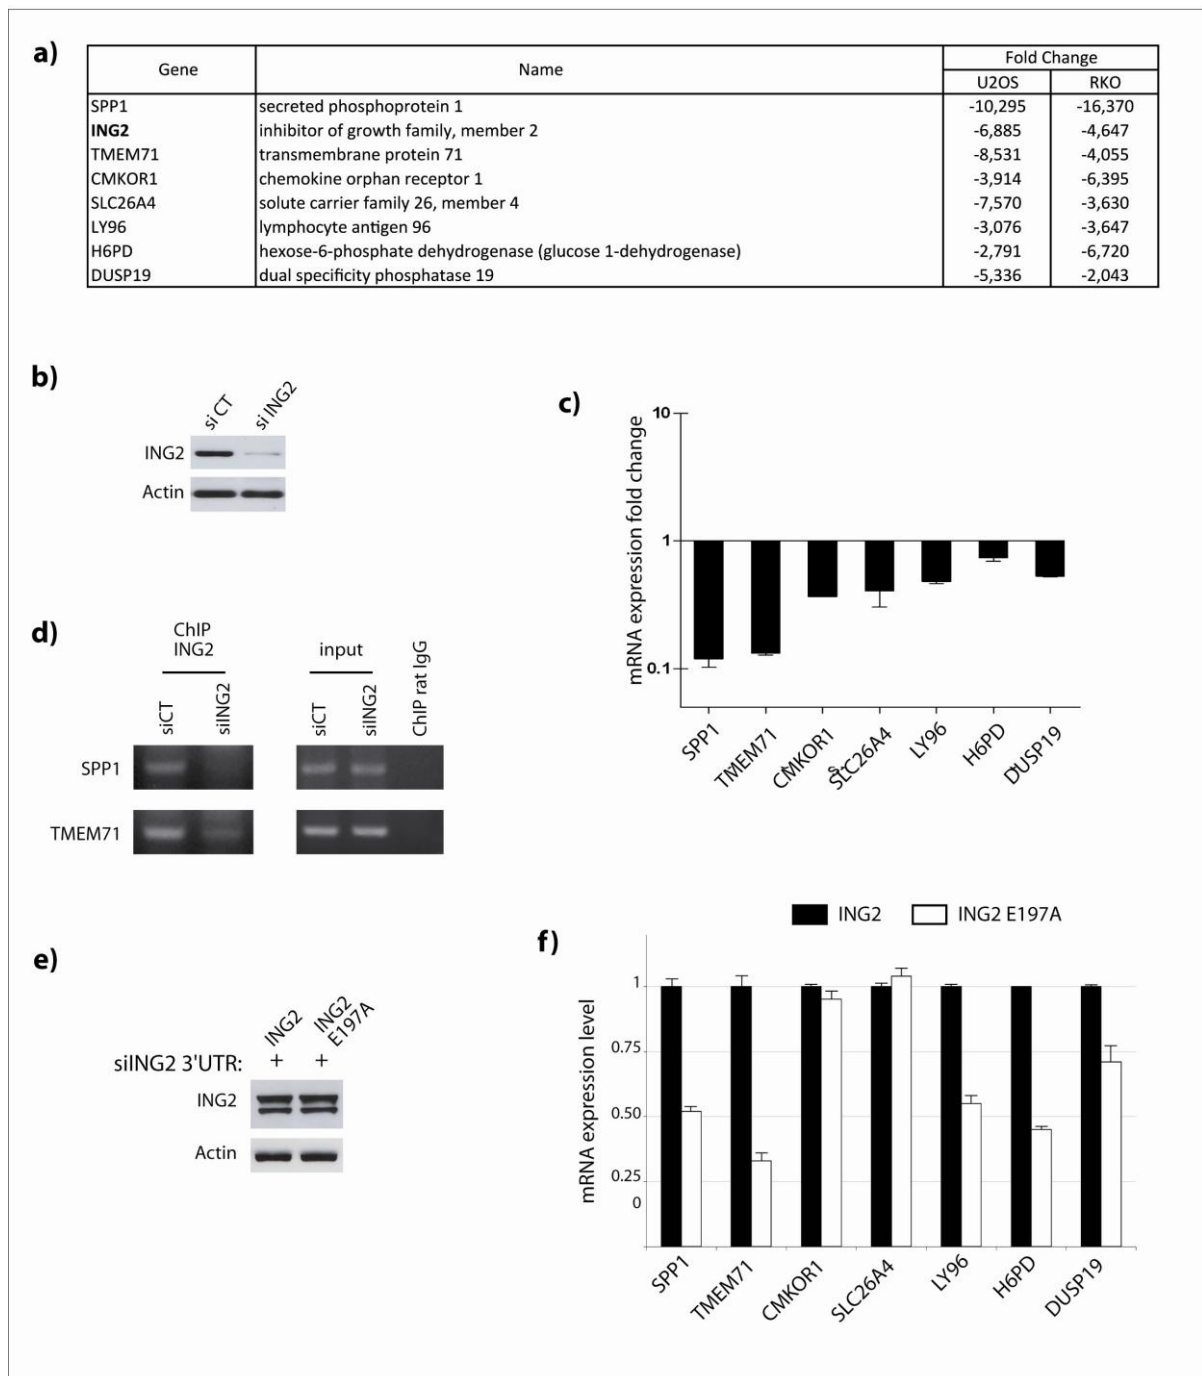 a)
Gene Name Fold Change
U2OS RKO
SPP1 secreted phosphoprotein 1 -10,295 -16,370
ING2 inhibitor of growth family, member 2 -6,885 -4,647
TMEM71 transmembrane protein 71 -8,531 -4,055
CMKOR1 chemokine orphan receptor 1 -3,914 -6,395
SLC26A4 solute carrier family 26, member 4 -7,570 -3,630
LY96 lymphocyte antigen 96 -3,076 -3,647
H6PD hexose-6-phosphate dehydrogenase (glucose 1-dehydrogenase) -2,791 -6,720
DUSP19 dual specificity phosphatase 19 -5,336 -2,043
b)
si CT si ING2
ING2
Actin
c)
mRNA expression fold change
10
1
0.1
SPP1 TMEM71 CMKOR1 SLC26A4 LY96 H6PD DUSP19
d)
ChIP
ING2
input
siCT siING2 siCT siING2 ChIP rat IgG
SPP1
TMEM71
e)
ING2 ING2 E197A
siING2 3'UTR: + +
ING2
Actin
f)
ING2 ING2 E197A
mRNA expression level
1
0.75
0.50
0.25
0
SPP1 TMEM71 CMKOR1 SLC26A4 LY96 H6PD DUSP19